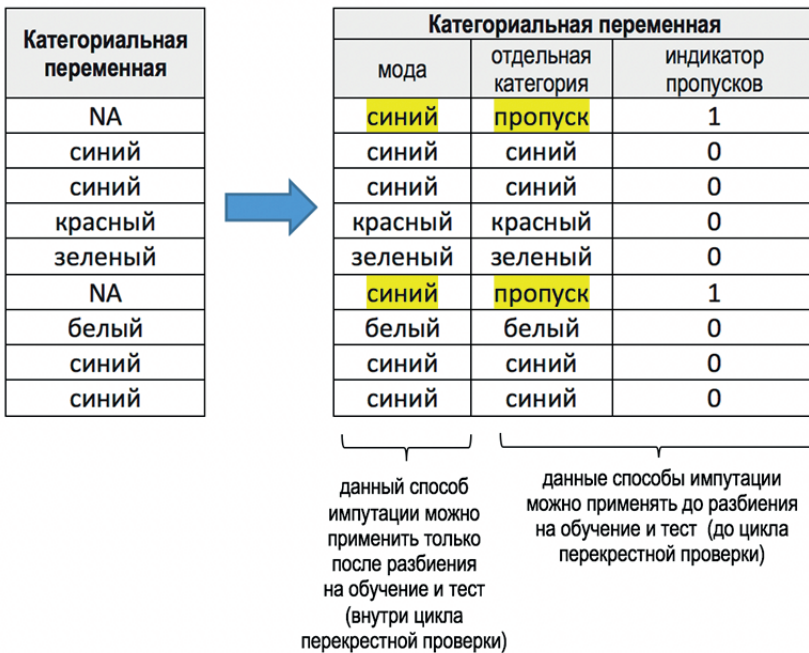 Категориальная
переменная
NA
синий
синий
красный
зеленый
NA
белый
синий
синий
Категориальная переменная
мода отдельная категория индикатор пропусков
синий пропуск 1
синий синий 0
синий синий 0
красный красный 0
зеленый зеленый 0
синий пропуск 1
белый белый 0
синий синий 0
синий синий 0
данный способ
импутации можно
применить только
после разбиения
на обучение и тест
(внутри цикла
перекрестной проверки)
данные способы импутации
можно применять до разбиения
на обучение и тест (до цикла
перекрестной проверки)